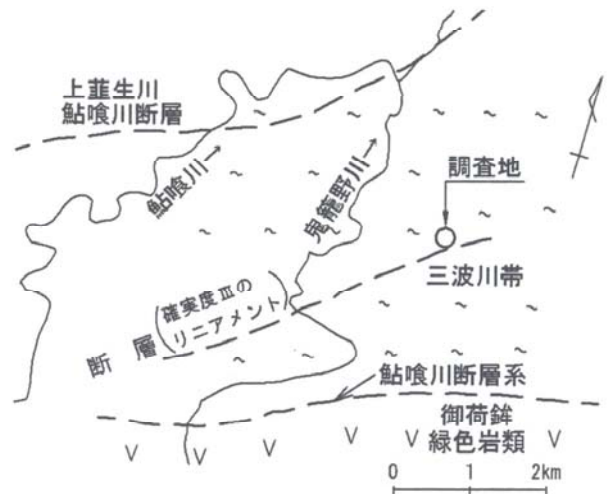 上韮生川
鮎喰川断層
鮎喰川→
鬼籠野川→
調査地
三波川帯
断層(確実度Ⅲの
リニアメント)
鮎喰川断層系
御荷鉾
緑色岩類
0 1 2km